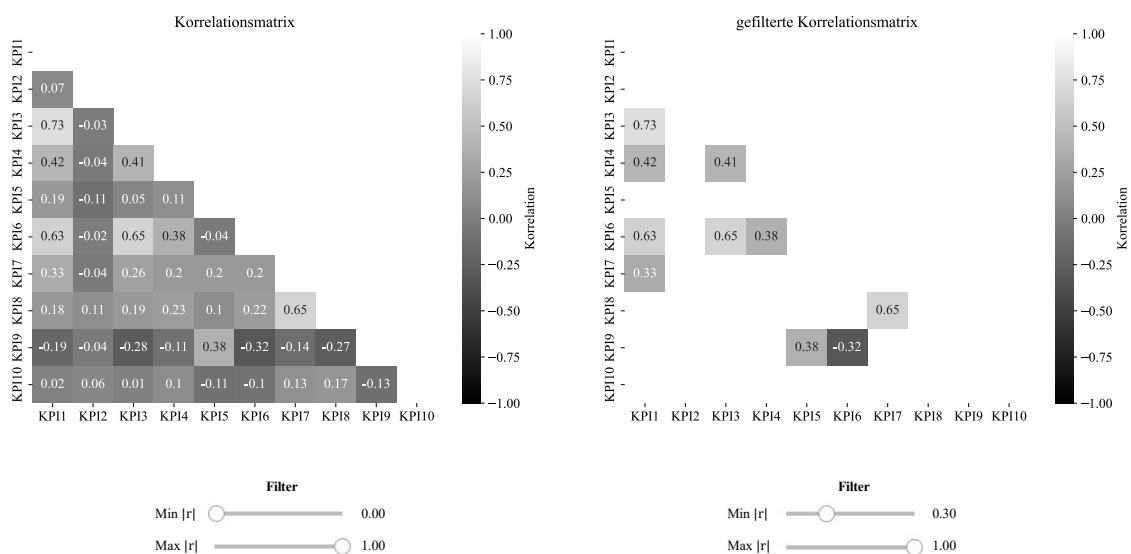 Korrelationsmatrix
KPI1
KPI2 0.07
KPI3 0.73 -0.03
KPI4 0.42 -0.04 0.41
KPI5 0.19 -0.11 0.05 0.11
KPI6 0.63 -0.02 0.65 0.38 -0.04
KPI7 0.33 -0.04 0.26 0.2 0.2 0.2
KPI8 0.18 0.11 0.19 0.23 0.1 0.22 0.65
KPI9 -0.19 -0.04 -0.28 -0.11 0.38 -0.32 -0.14 -0.27
KPI10 0.02 0.06 0.01 0.1 -0.11 -0.1 0.13 0.17 -0.13
KPI1 KPI2 KPI3 KPI4 KPI5 KPI6 KPI7 KPI8 KPI9 KPI10
1.00
0.75
0.50
0.25
0.00
−0.25
−0.50
−0.75
−1.00
Korrelation
Filter
Min |r| 0.00
Max |r| 1.00
gefilterte Korrelationsmatrix
KPI1
KPI2
KPI3 0.73
KPI4 0.42 0.41
KPI5
KPI6 0.63 0.65 0.38
KPI7 0.33
KPI8 0.65
KPI9 0.38 -0.32
KPI10
KPI1 KPI2 KPI3 KPI4 KPI5 KPI6 KPI7 KPI8 KPI9 KPI10
1.00
0.75
0.50
0.25
0.00
−0.25
−0.50
−0.75
−1.00
Korrelation
Filter
Min |r| 0.30
Max |r| 1.00